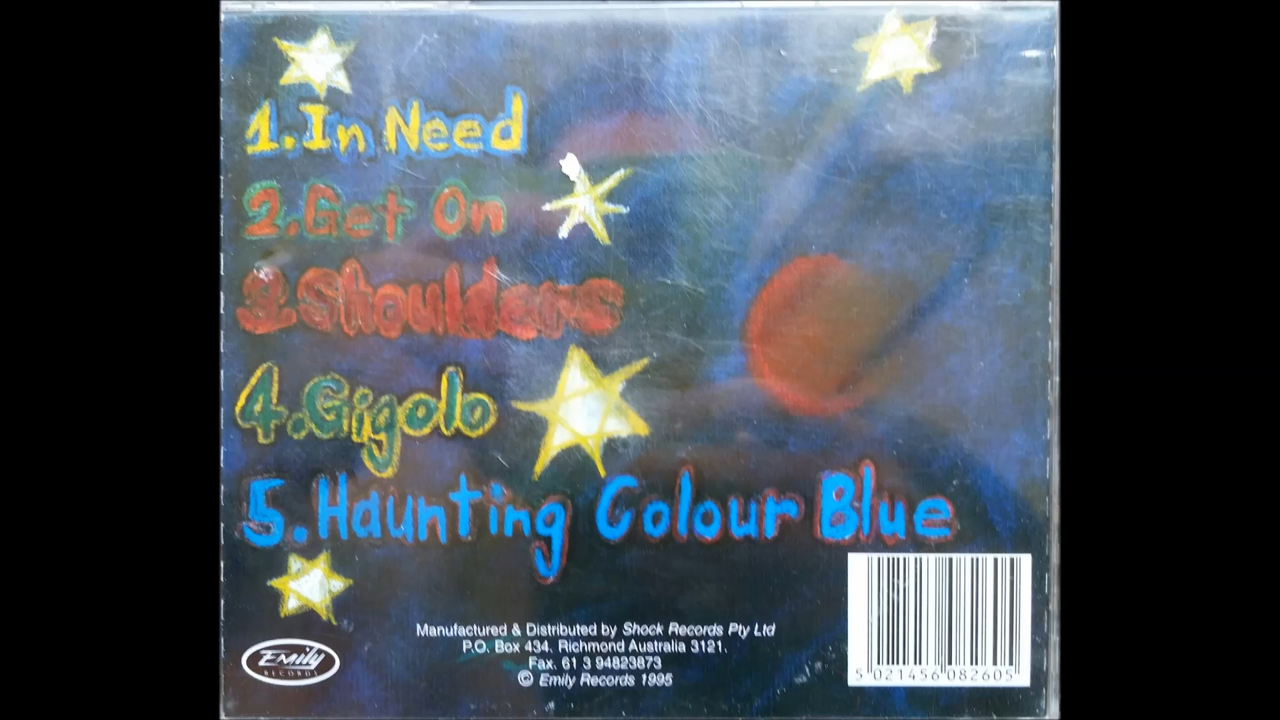 1. In Need
2. Get On
3. Shoulders
4. Gigolo
5. Haunting Colour Blue
Manufactured & Distributed by Shock Records Pty Ltd
P.O. Box 434. Richmond Australia 3121.
Fax. 61 3 94823873
© Emily Records 1995
Emily
RECORDS
5 021456 082605